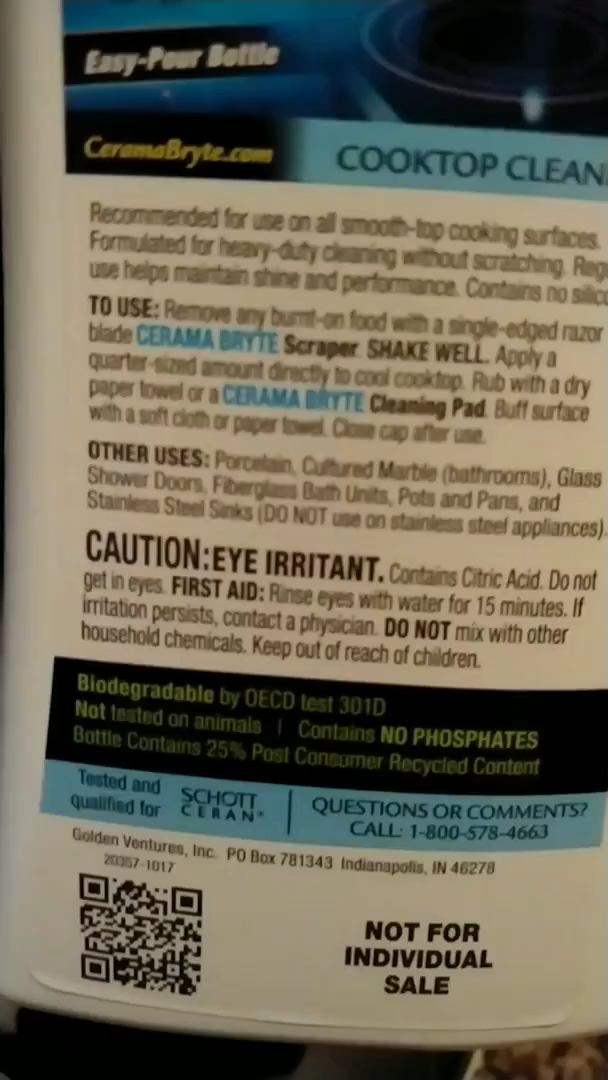 Easy-Pour Bottle
CeramaBryte.com
COOKTOP CLEAN
Recommended for use on all smooth-top cooking surfaces.
Formulated for heavy-duty cleaning without scratching. Reg
use helps maintain shine and performance. Contains no silic
TO USE: Remove any burnt-on food with a single-edged razor
blade CERAMA BRYTE Scraper. SHAKE WELL. Apply a
quarter-sized amount directly to cool cooktop. Rub with a dry
paper towel or a CERAMA BRYTE Cleaning Pad. Buff surface
with a soft cloth or paper towel. Close cap after use.
OTHER USES: Porcelain, Cultured Marble (bathrooms), Glass
Shower Doors, Fiberglass Bath Units, Pots and Pans, and
Stainless Steel Sinks (DO NOT use on stainless steel appliances).
CAUTION:EYE IRRITANT. Contains Citric Acid. Do not
get in eyes. FIRST AID: Rinse eyes with water for 15 minutes. If
irritation persists, contact a physician. DO NOT mix with other
household chemicals. Keep out of reach of children.
Biodegradable by OECD test 301D
Not tested on animals | Contains NO PHOSPHATES
Bottle Contains 25% Post Consumer Recycled Content
Tested and
qualified for
SCHOTT
CERAN®
QUESTIONS OR COMMENTS?
CALL: 1-800-578-4663
Golden Ventures, Inc. PO Box 781343 Indianapolis, IN 46278
20357-1017
NOT FOR
INDIVIDUAL
SALE